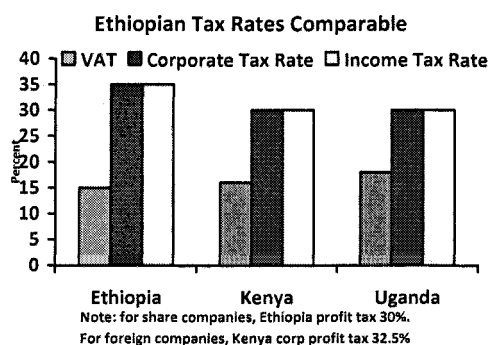 Ethiopian Tax Rates Comparable
VAT Corporate Tax Rate Income Tax Rate
Percent
40
35
30
25
20
15
10
5
0
Ethiopia Kenya Uganda
Note: for share companies, Ethiopia profit tax 30%.
For foreign companies, Kenya corp profit tax 32.5%